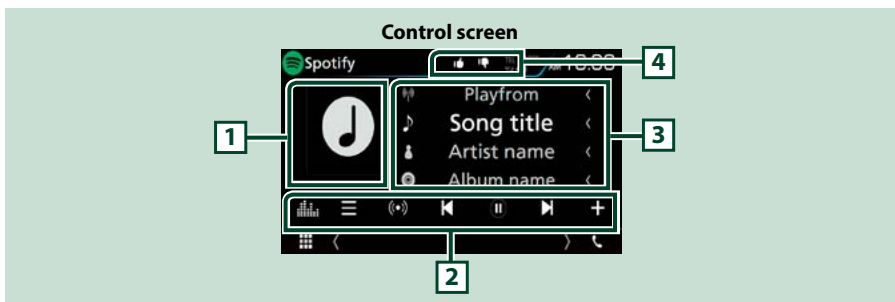 Control screen
Spotify
4
Playfrom
Song title
Artist name
Album name
1
3
2